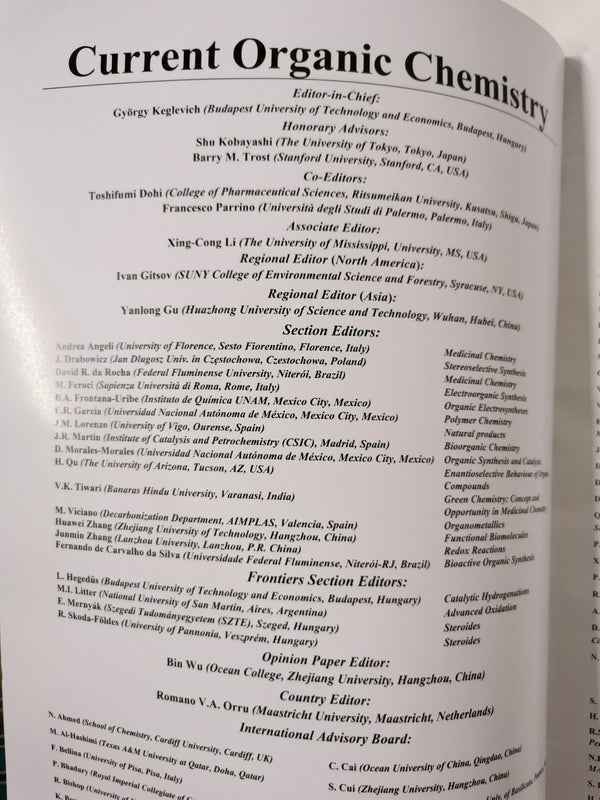 Current Organic Chemistry
Editor-in-Chief:
György Keglevich (Budapest University of Technology and Economics, Budapest, Hungary)
Honorary Advisors:
Shu Kobayashi (The University of Tokyo, Tokyo, Japan)
Barry M. Trost (Stanford University, Stanford, CA, USA)
Co-Editors:
Toshifumi Dohi (College of Pharmaceutical Sciences, Ritsumeikan University, Kusatsu, Shiga, Japan)
Francesco Parrino (Università degli Studi di Palermo, Palermo, Italy)
Associate Editor:
Xing-Cong Li (The University of Mississippi, University, MS, USA)
Regional Editor (North America):
Ivan Gitsov (SUNY College of Environmental Science and Forestry, Syracuse, NY, USA)
Regional Editor (Asia):
Yanlong Gu (Huazhong University of Science and Technology, Wuhan, Hubei, China)
Section Editors:
Andrea Angeli (University of Florence, Sesto Fiorentino, Florence, Italy) Medicinal Chemistry
J. Drabowicz (Jan Dlugosz Univ. in Częstochowa, Czestochowa, Poland) Stereoselective Synthesis
David R. da Rocha (Federal Fluminense University, Niterói, Brazil) Medicinal Chemistry
M. Feroci (Sapienza Università di Roma, Rome, Italy) Electroorganic Synthesis
B.A. Frontana-Uribe (Instituto de Química UNAM, Mexico City, Mexico) Organic Electrosyntheses
E.R. Garcia (Universidad Nacional Autónoma de México, Mexico City, Mexico) Polymer Chemistry
J.M. Lorenzo (University of Vigo, Ourense, Spain) Natural products
J.R. Martin (Institute of Catalysis and Petrochemistry (CSIC), Madrid, Spain) Bioorganic Chemistry
D. Morales-Morales (Universidad Nacional Autónoma de México, Mexico City, Mexico) Organic Synthesis and Catalysis
H. Qu (The University of Arizona, Tucson, AZ, USA) Enantioselective Behaviour of Organic
Compounds
V.K. Tiwari (Banaras Hindu University, Varanasi, India) Green Chemistry: Concept and
Opportunity in Medicinal Chemistry
M. Viciano (Decarbonization Department, AIMPLAS, Valencia, Spain) Organometallics
Huawei Zhang (Zhejiang University of Technology, Hangzhou, China) Functional Biomolecules
Junmin Zhang (Lanzhou University, Lanzhou, P.R. China) Redox Reactions
Fernando de Carvalho da Silva (Universidade Federal Fluminense, Niterói-RJ, Brazil) Bioactive Organic Synthesis
Frontiers Section Editors:
L. Hegedűs (Budapest University of Technology and Economics, Budapest, Hungary) Catalytic Hydrogenations
M.I. Litter (National University of San Martin, Aires, Argentina) Advanced Oxidation
E. Mernyák (Szegedi Tudományegyetem (SZTE), Szeged, Hungary) Steroides
R. Skoda-Földes (University of Pannonia, Veszprém, Hungary) Steroides
Opinion Paper Editor:
Bin Wu (Ocean College, Zhejiang University, Hangzhou, China)
Country Editor:
Romano V.A. Orru (Maastricht University, Maastricht, Netherlands)
International Advisory Board:
N. Ahmed (School of Chemistry, Cardiff University, Cardiff, UK)
M. Al-Hashimi (Texas A&M University at Qatar, Doha, Qatar) C. Cai (Ocean University of China, Qingdao, China)
F. Bellina (University of Pisa, Pisa, Italy) S. Cui (Zhejiang University, Hangzhou, China)
P. Bhadury (Royal Imperial Collegiate of Univ. of Basilicata,
R. Bishop (University of